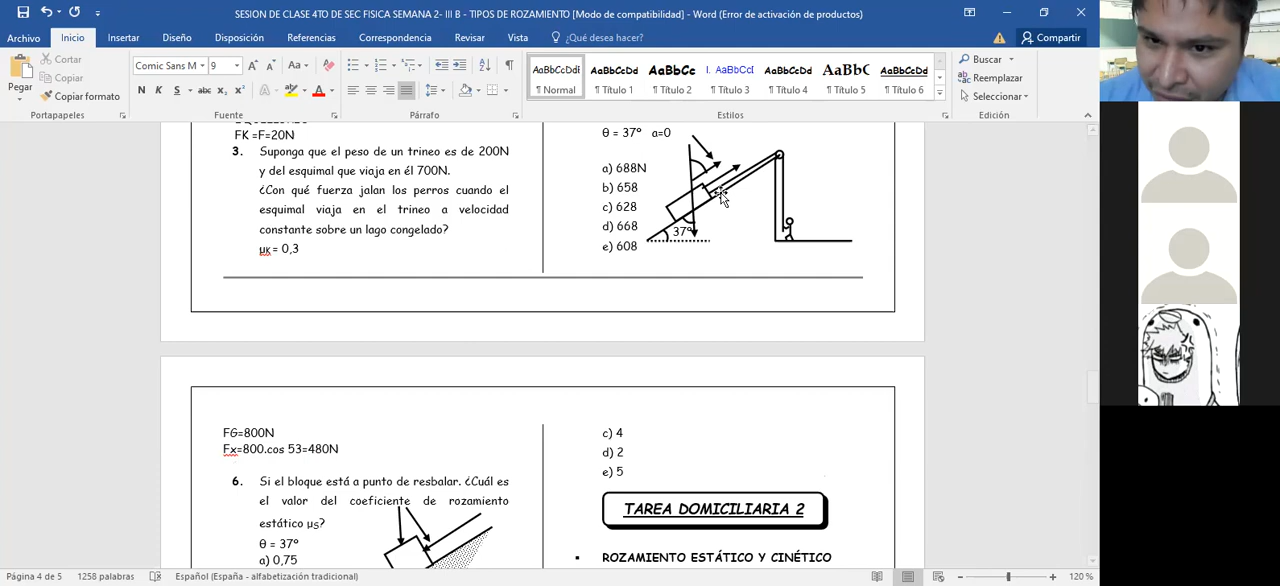 SESION DE CLASE 4TO DE SEC FISICA SEMANA 2- III B - TIPOS DE ROZAMIENTO [Modo de compatibilidad] - Word (Error de activación de productos)
Archivo Inicio Insertar Diseño Disposición Referencias Correspondencia Revisar Vista ¿Qué desea hacer? Compartir
Pegar
Cortar
Copiar
Copiar formato
Portapapeles
Comic Sans M 9
N K S abc x₂ x²
Fuente
Párrafo
AaBbCcDdE AaBbCcDd AaBbCc I. AaBbCcI AaBbCcDd AaBbC AaBbCcDd
¶ Normal ¶ Título 1 ¶ Título 2 ¶ Título 3 ¶ Título 4 ¶ Título 5 ¶ Título 6
Estilos
Buscar
Reemplazar
Seleccionar
Edición
FK =F=20N
3. Suponga que el peso de un trineo es de 200N
y del esquimal que viaja en él 700N.
¿Con qué fuerza jalan los perros cuando el
esquimal viaja en el trineo a velocidad
constante sobre un lago congelado?
μκ = 0,3
θ = 37º a=0
a) 688N
b) 658
c) 628
d) 668
e) 608
37º
FG=800N
Fx=800.cos 53=480N
6. Si el bloque está a punto de resbalar. ¿Cuál es
el valor del coeficiente de rozamiento
estático μS?
θ = 37º
a) 0,75
c) 4
d) 2
e) 5
TAREA DOMICILIARIA 2
▪ ROZAMIENTO ESTÁTICO Y CINÉTICO
Página 4 de 5 1258 palabras Español (España - alfabetización tradicional) 120 %